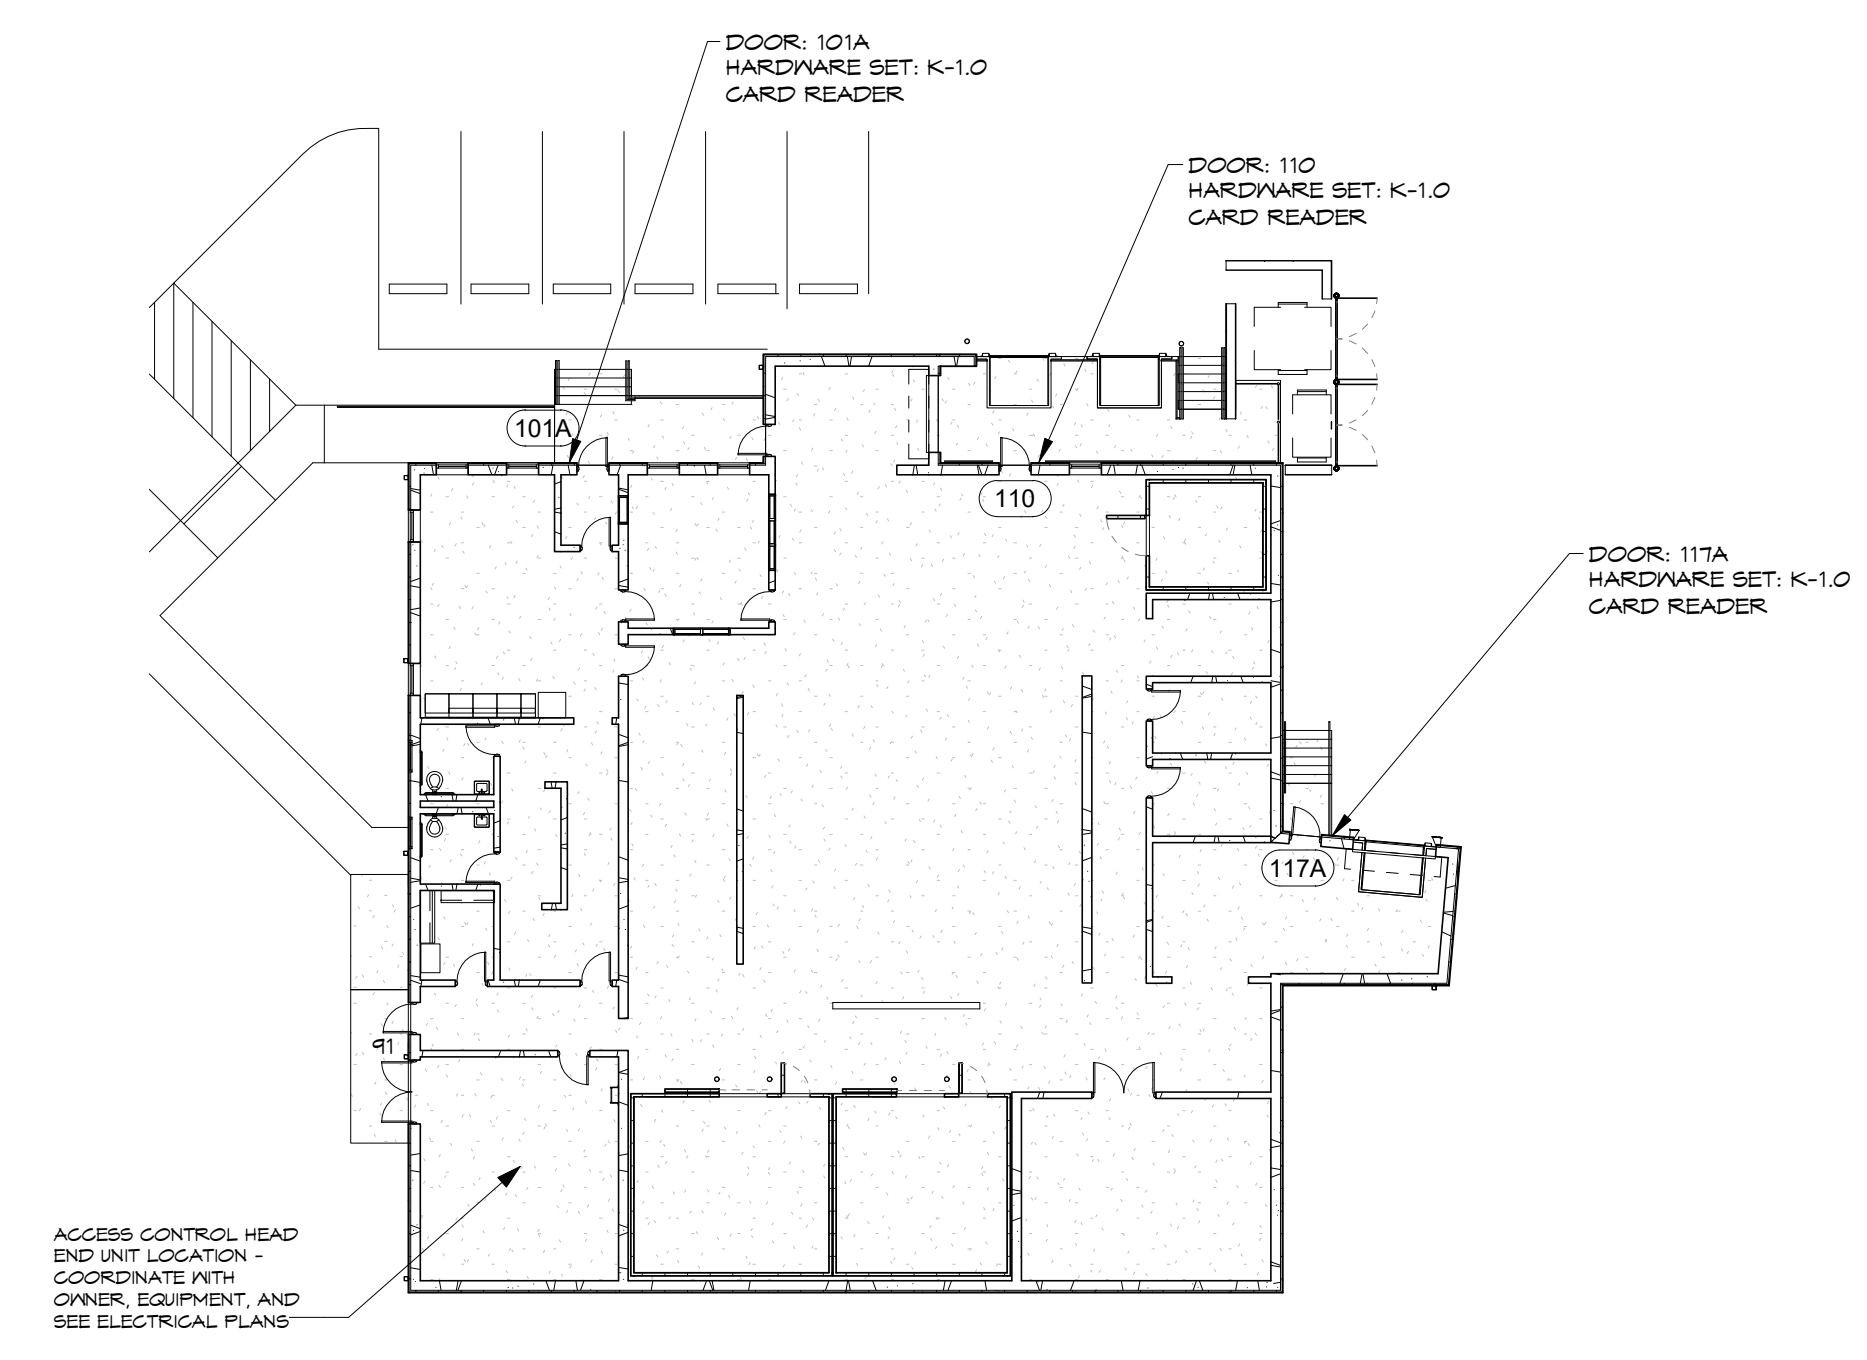 DOOR: 101A
HARDWARE SET: K-1.0
CARD READER
DOOR: 110
HARDWARE SET: K-1.0
CARD READER
101A
110
DOOR: 117A
HARDWARE SET: K-1.0
CARD READER
117A
91
ACCESS CONTROL HEAD
END UNIT LOCATION -
COORDINATE WITH
OWNER, EQUIPMENT, AND
SEE ELECTRICAL PLANS